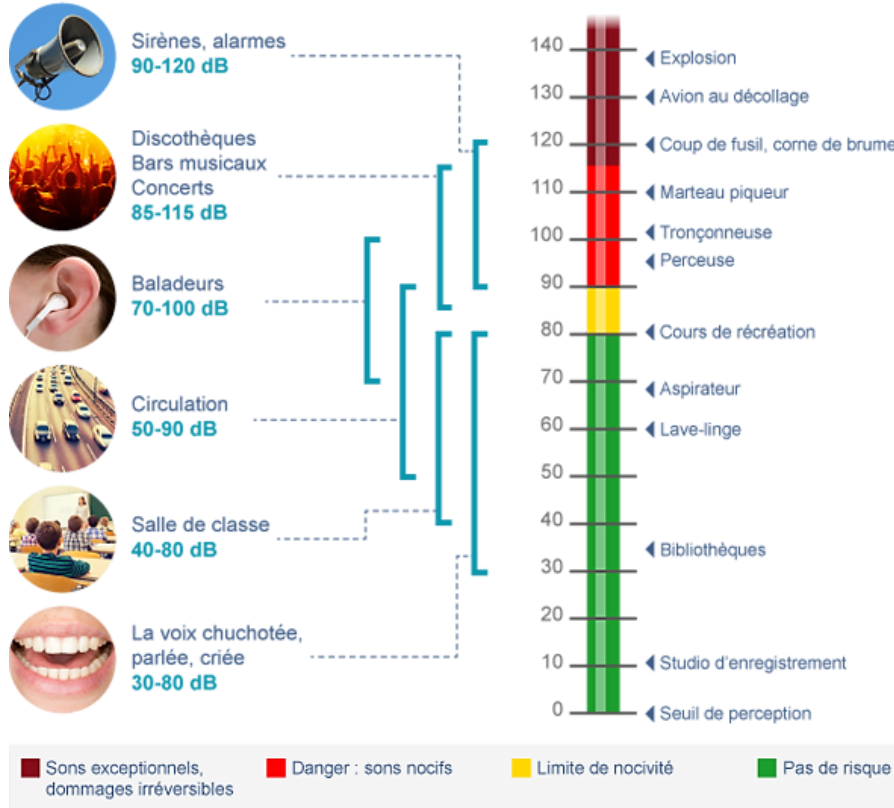 Sirènes, alarmes
90-120 dB
Discothèques
Bars musicaux
Concerts
85-115 dB
Baladeurs
70-100 dB
Circulation
50-90 dB
Salle de classe
40-80 dB
La voix chuchotée,
parlée, criée
30-80 dB
140
130
120
110
100
90
80
70
60
50
40
30
20
10
0
Explosion
Avion au décollage
Coup de fusil, corne de brume
Marteau piqueur
Tronçonneuse
Perceuse
Cours de récréation
Aspirateur
Lave-linge
Bibliothèques
Studio d'enregistrement
Seuil de perception
Sons exceptionnels,
dommages irréversibles
Danger : sons nocifs
Limite de nocivité
Pas de risque